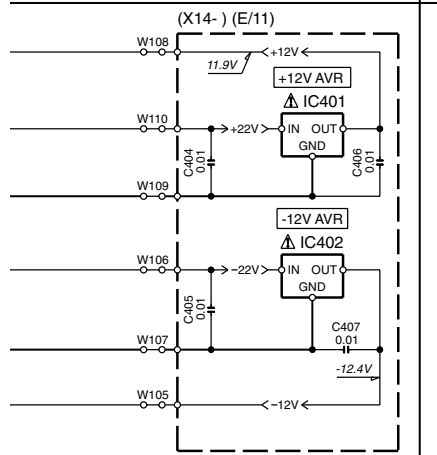 (X14- ) (E/11)
W108
<+12V<
11.9V
+12V AVR
⚠ IC401
W110
>+22V>
IN OUT
GND
C404
0.01
C406
0.01
W109
-12V AVR
⚠ IC402
W106
>−22V>
IN OUT
GND
C405
0.01
C407
0.01
W107
-12.4V
W105
<−12V<